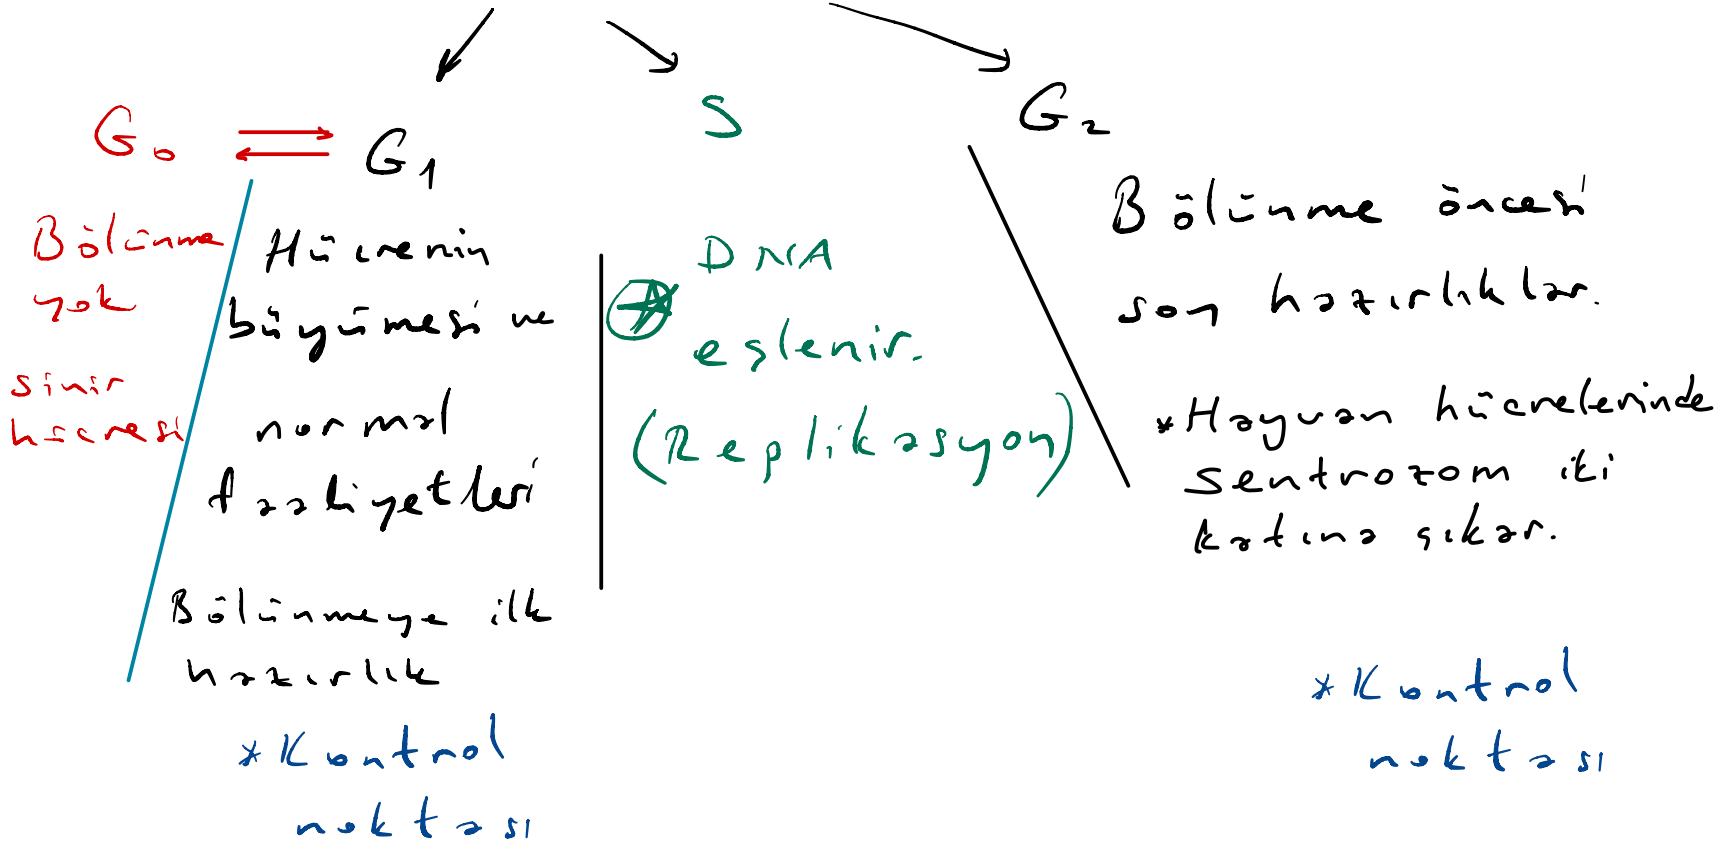 G₀ ⇌ G₁
Bölünme
yok
sinir
hücresi
Hücrenin
büyümesi ve
normal
faaliyetleri
Bölünmeye ilk
hazırlık
*Kontrol
noktası
S
DNA
eşlenir.
(Replikasyon)
G₂
Bölünme öncesi
son hazırlıklar.
*Hayvan hücrelerinde
sentrozom iki
katına çıkar.
*Kontrol
noktası